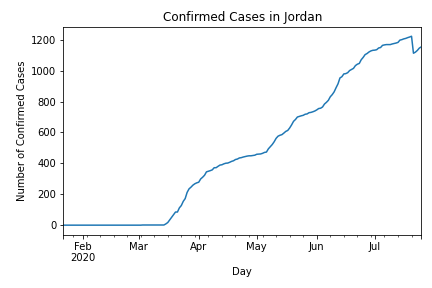 Confirmed Cases in Jordan
1200
1000
800
600
400
200
0
Number of Confirmed Cases
Feb
2020
Mar
Apr
May
Jun
Jul
Day